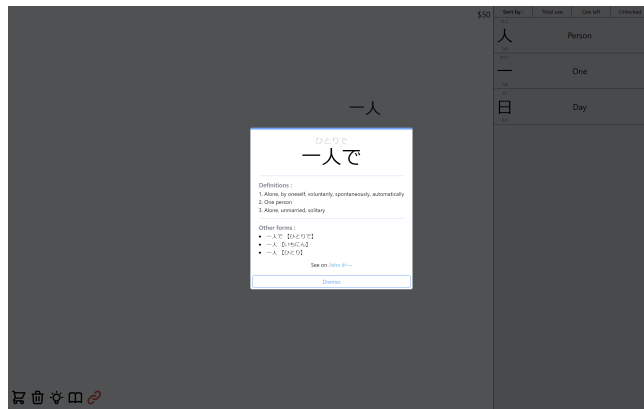 $50
Sort by :
Total use
Use left
Unlocked
人
Person
一
One
日
Day
一人
ひとりで
一人で
Definitions :
1. Alone, by oneself, voluntarily, spontaneously, automatically
2. One person
3. Alone, unmarried, solitary
Other forms :
• 一人で 【ひとりで】
• 一人 【いちにん】
• 一人 【ひとり】
See on Jisho
Dismiss